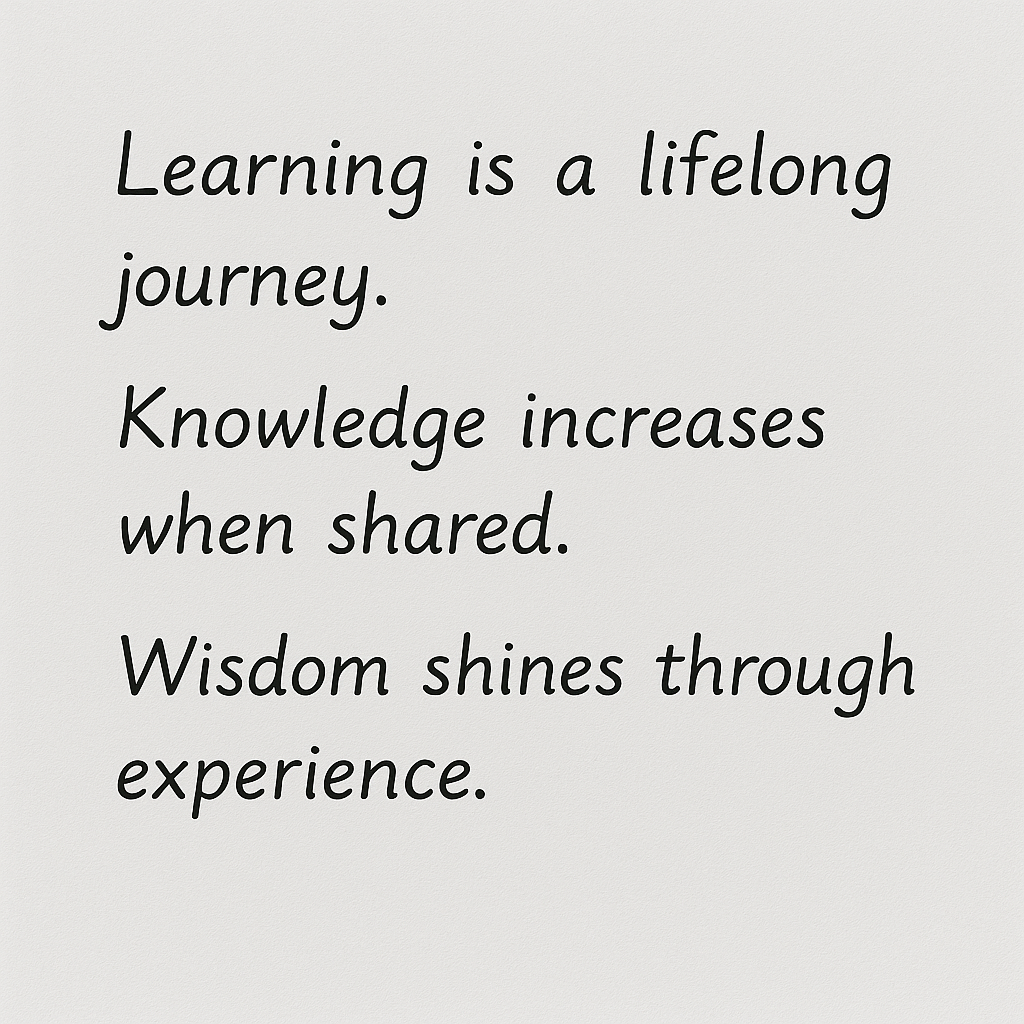 Learning is a lifelong
journey.
Knowledge increases
when shared.
Wisdom shines through
experience.